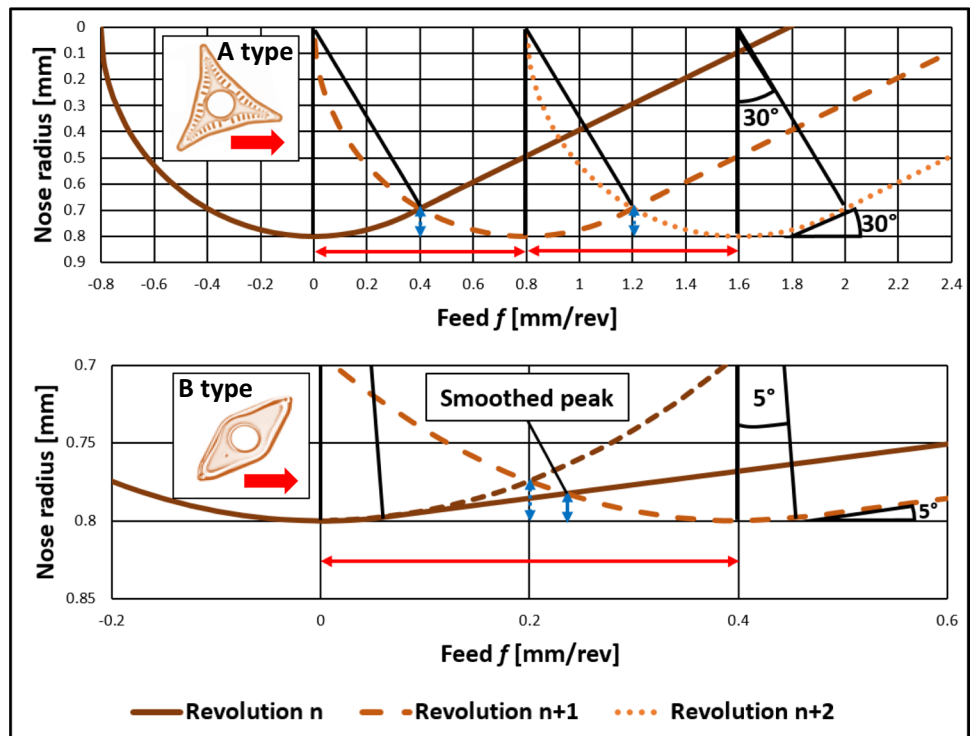 Nose radius [mm]
0
0.1
0.2
0.3
0.4
0.5
0.6
0.7
0.8
0.9
A type
30°
30°
-0.8 -0.6 -0.4 -0.2 0 0.2 0.4 0.6 0.8 1 1.2 1.4 1.6 1.8 2 2.2 2.4
Feed f [mm/rev]
Nose radius [mm]
0.7
0.75
0.8
0.85
B type
Smoothed peak
5°
5°
-0.2 0 0.2 0.4 0.6
Feed f [mm/rev]
Revolution n Revolution n+1 Revolution n+2